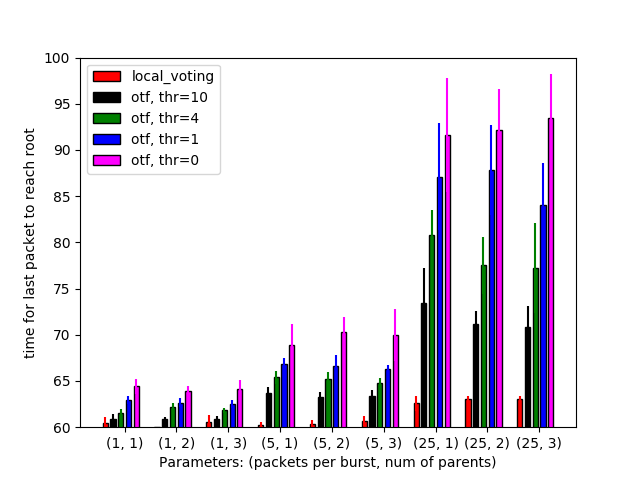 100
95
90
85
80
75
70
65
60
time for last packet to reach root
local_voting
otf, thr=10
otf, thr=4
otf, thr=1
otf, thr=0
(1, 1) (1, 2) (1, 3) (5, 1) (5, 2) (5, 3) (25, 1) (25, 2) (25, 3)
Parameters: (packets per burst, num of parents)